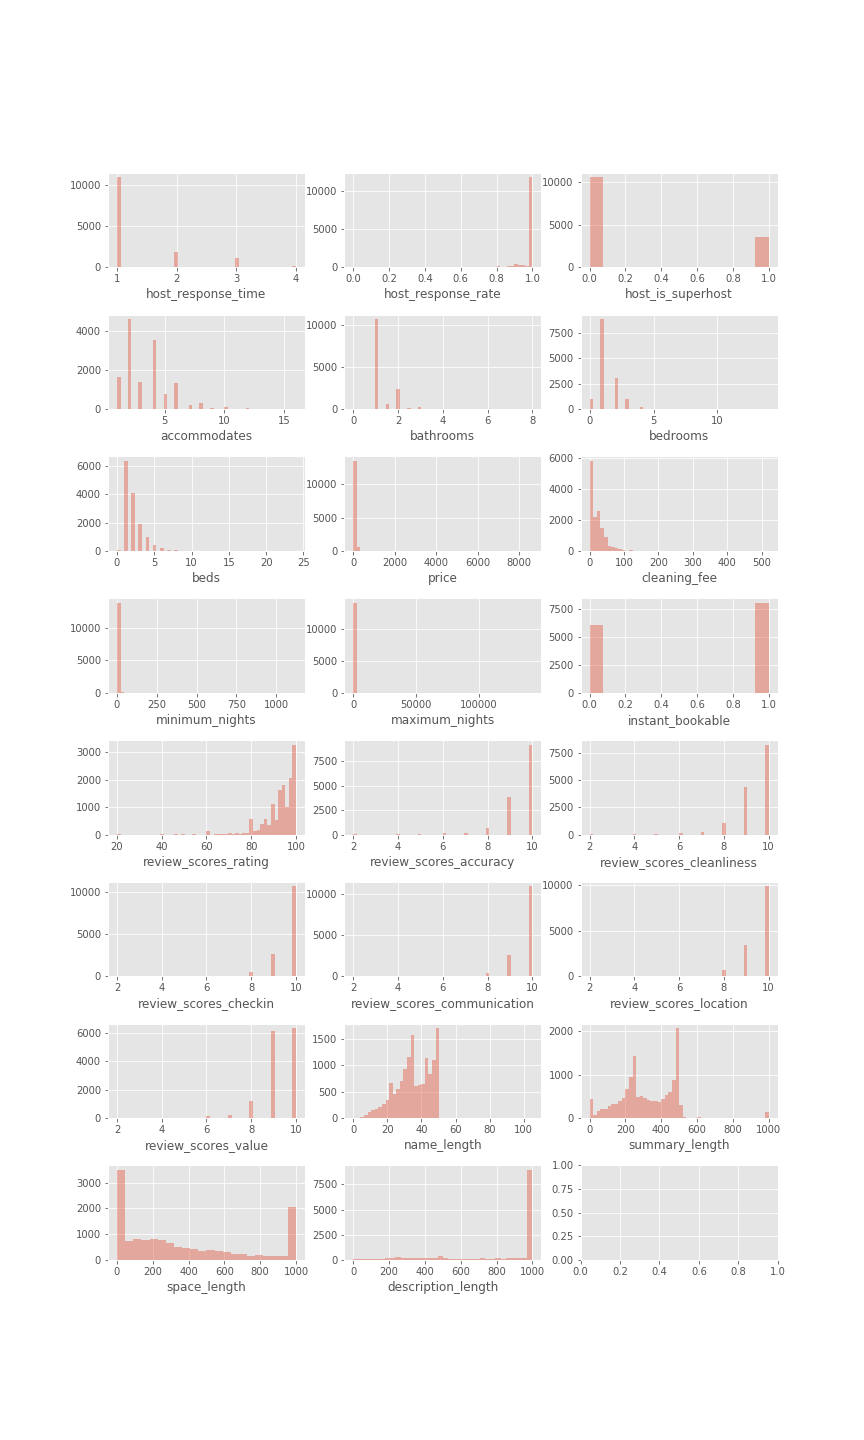 10000
5000
0
1 2 3 4
host_response_time
10000
5000
0
0.0 0.2 0.4 0.6 0.8 1.0
host_response_rate
10000
5000
0
0.0 0.2 0.4 0.6 0.8 1.0
host_is_superhost
4000
2000
0
5 10 15
accommodates
10000
5000
0
0 2 4 6 8
bathrooms
7500
5000
2500
0
0 5 10
bedrooms
6000
4000
2000
0
0 5 10 15 20 25
beds
10000
5000
0
0 2000 4000 6000 8000
price
6000
4000
2000
0
0 100 200 300 400 500
cleaning_fee
10000
5000
0
0 250 500 750 1000
minimum_nights
10000
5000
0
0 50000 100000
maximum_nights
7500
5000
2500
0
0.0 0.2 0.4 0.6 0.8 1.0
instant_bookable
3000
2000
1000
0
20 40 60 80 100
review_scores_rating
7500
5000
2500
0
2 4 6 8 10
review_scores_accuracy
7500
5000
2500
0
2 4 6 8 10
review_scores_cleanliness
10000
5000
0
2 4 6 8 10
review_scores_checkin
10000
5000
0
2 4 6 8 10
review_scores_communication
10000
5000
0
2 4 6 8 10
review_scores_location
6000
4000
2000
0
2 4 6 8 10
review_scores_value
1500
1000
500
0
0 20 40 60 80 100
name_length
2000
1000
0
0 200 400 600 800 1000
summary_length
3000
2000
1000
0
0 200 400 600 800 1000
space_length
7500
5000
2500
0
0 200 400 600 800 1000
description_length
1.00
0.75
0.50
0.25
0.00
0.0 0.2 0.4 0.6 0.8 1.0